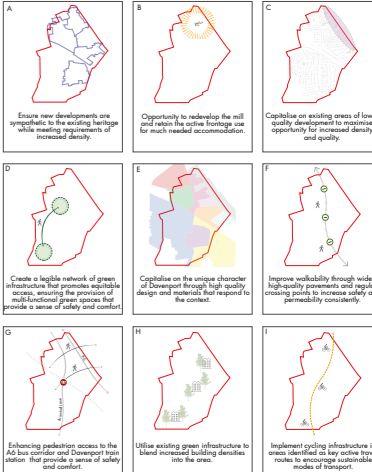 A
Ensure new developments are
sympathetic to the existing heritage
while meeting requirements of
increased density.
B
Opportunity to redevelop the mill
and retain the active frontage use
for much needed accommodation.
C
Capitalise on existing areas of low
quality development to maximise
opportunity for increased density
and quality.
D
Create a legible network of green
infrastructure that promotes equitable
access, ensuring the provision of
multi-functional green spaces that
provide a sense of safety and comfort.
E
Capitalise on the unique character
of Davenport through high quality
design and materials that respond to
the context.
F
Improve walkability through wide
high-quality pavements and regular
crossing points to increase safety and
permeability consistently.
G
Enhancing pedestrian access to the
A6 bus corridor and Davenport train
station that provide a sense of safety
and comfort.
H
Utilise existing green infrastructure to
blend increased building densities
into the area.
I
Implement cycling infrastructure in
areas identified as key active travel
routes to encourage sustainable
modes of transport.